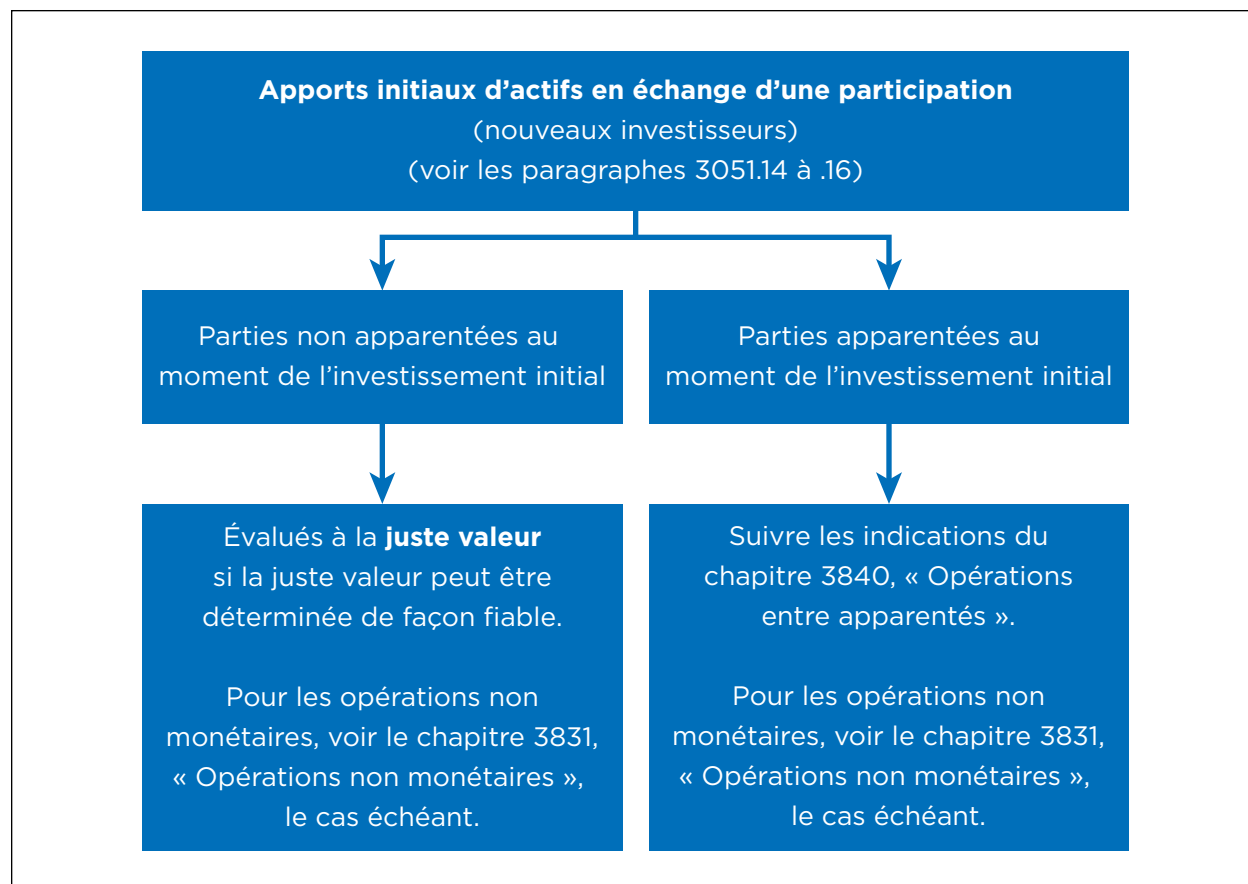 Apports initiaux d’actifs en échange d’une participation
(nouveaux investisseurs)
(voir les paragraphes 3051.14 à .16)
Parties non apparentées au
moment de l’investissement initial
Parties apparentées au
moment de l’investissement initial
Évalués à la juste valeur
si la juste valeur peut être
déterminée de façon fiable.
Pour les opérations non
monétaires, voir le chapitre 3831,
« Opérations non monétaires »,
le cas échéant.
Suivre les indications du
chapitre 3840, « Opérations
entre apparentés ».
Pour les opérations non
monétaires, voir le chapitre 3831,
« Opérations non monétaires »,
le cas échéant.